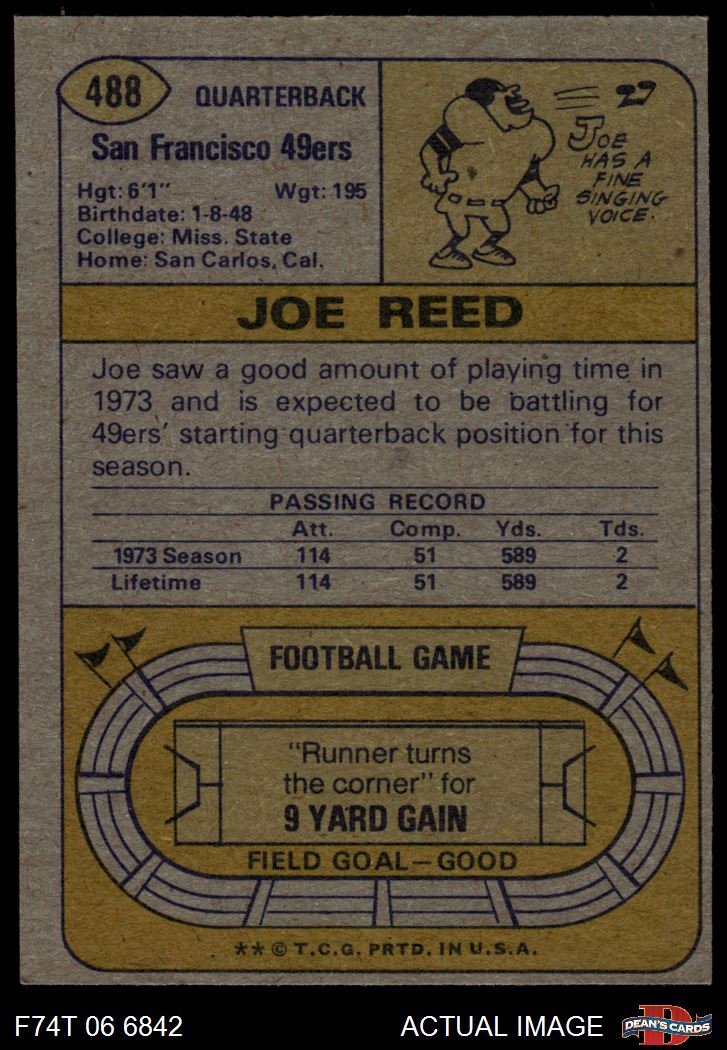 488
QUARTERBACK
San Francisco 49ers
Hgt: 6'1" Wgt: 195
Birthdate: 1-8-48
College: Miss. State
Home: San Carlos, Cal.
JOE
HAS A
FINE
SINGING
VOICE.
JOE REED
Joe saw a good amount of playing time in
1973 and is expected to be battling for
49ers' starting quarterback position for this
season.
PASSING RECORD
Att. Comp. Yds. Tds.
1973 Season 114 51 589 2
Lifetime 114 51 589 2
FOOTBALL GAME
"Runner turns
the corner" for
9 YARD GAIN
FIELD GOAL—GOOD
** © T.C.G. PRTD. IN U.S.A.
F74T 06 6842 ACTUAL IMAGE
D
DEAN'S CARDS